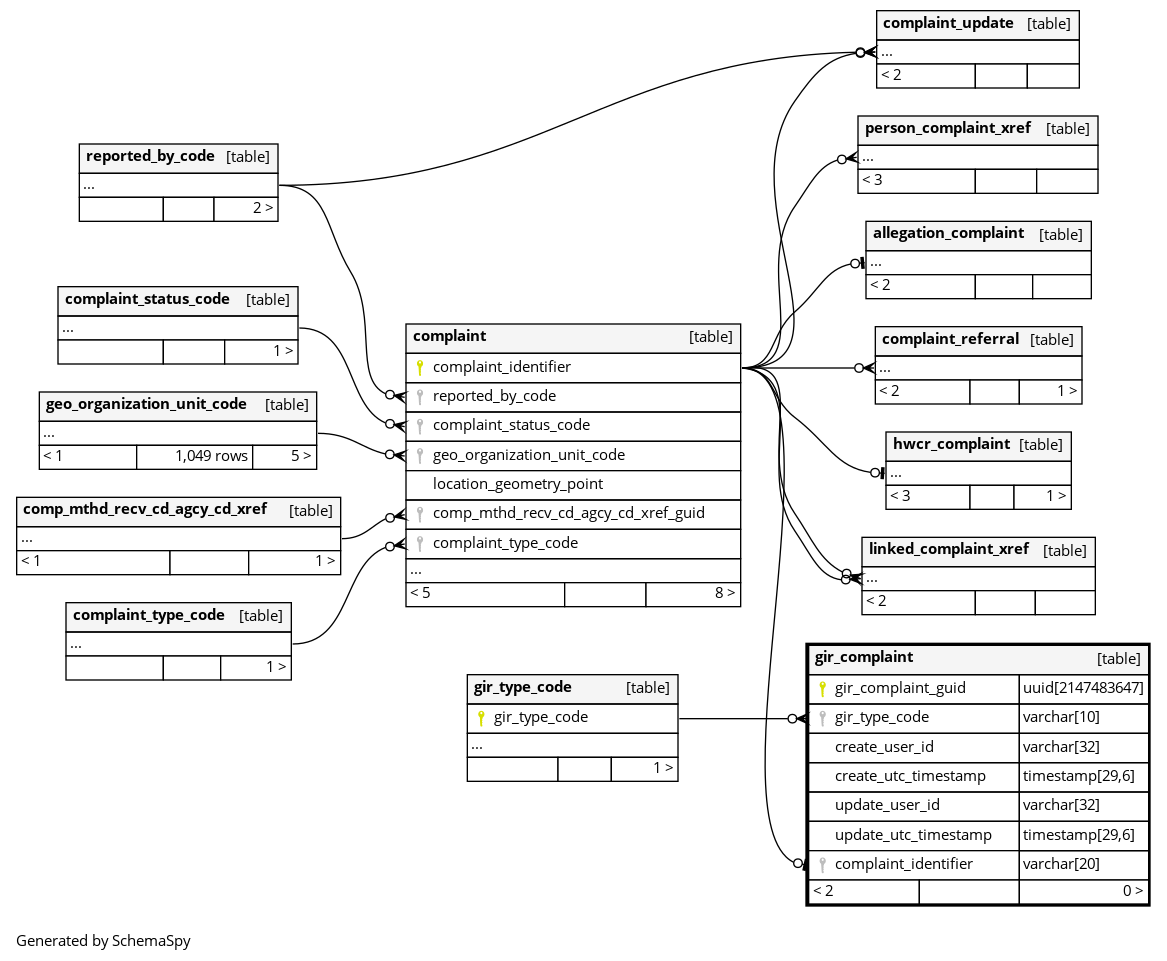 complaint_update [table]
...
< 2
person_complaint_xref [table]
...
< 3
reported_by_code [table]
...
2 >
allegation_complaint [table]
...
< 2
complaint_status_code [table]
...
1 >
complaint [table]
complaint_identifier
reported_by_code
complaint_status_code
geo_organization_unit_code
location_geometry_point
comp_mthd_recv_cd_agcy_cd_xref_guid
complaint_type_code
...
< 5 8 >
complaint_referral [table]
...
< 2 1 >
geo_organization_unit_code [table]
...
< 1 1,049 rows 5 >
hwcr_complaint [table]
...
< 3 1 >
comp_mthd_recv_cd_agcy_cd_xref [table]
...
< 1 1 >
linked_complaint_xref [table]
...
< 2
complaint_type_code [table]
...
1 >
gir_type_code [table]
gir_type_code
...
1 >
gir_complaint [table]
gir_complaint_guid uuid[2147483647]
gir_type_code varchar[10]
create_user_id varchar[32]
create_utc_timestamp timestamp[29,6]
update_user_id varchar[32]
update_utc_timestamp timestamp[29,6]
complaint_identifier varchar[20]
< 2 0 >
Generated by SchemaSpy